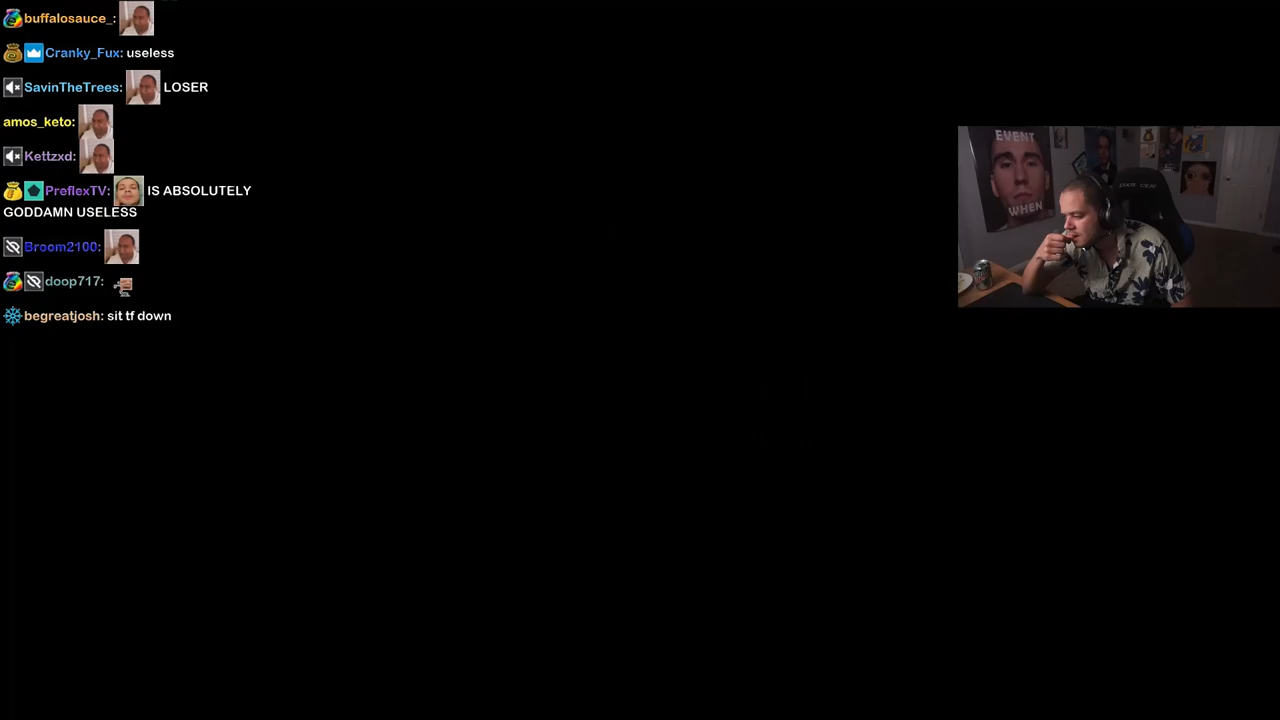 buffalosauce_:
Cranky_Fux: useless
SavinTheTrees: LOSER
amos_keto:
Kettzxd:
PreflexTV: IS ABSOLUTELY
GODDAMN USELESS
Broom2100:
doop717:
begreatjosh: sit tf down
EVENT
WHEN